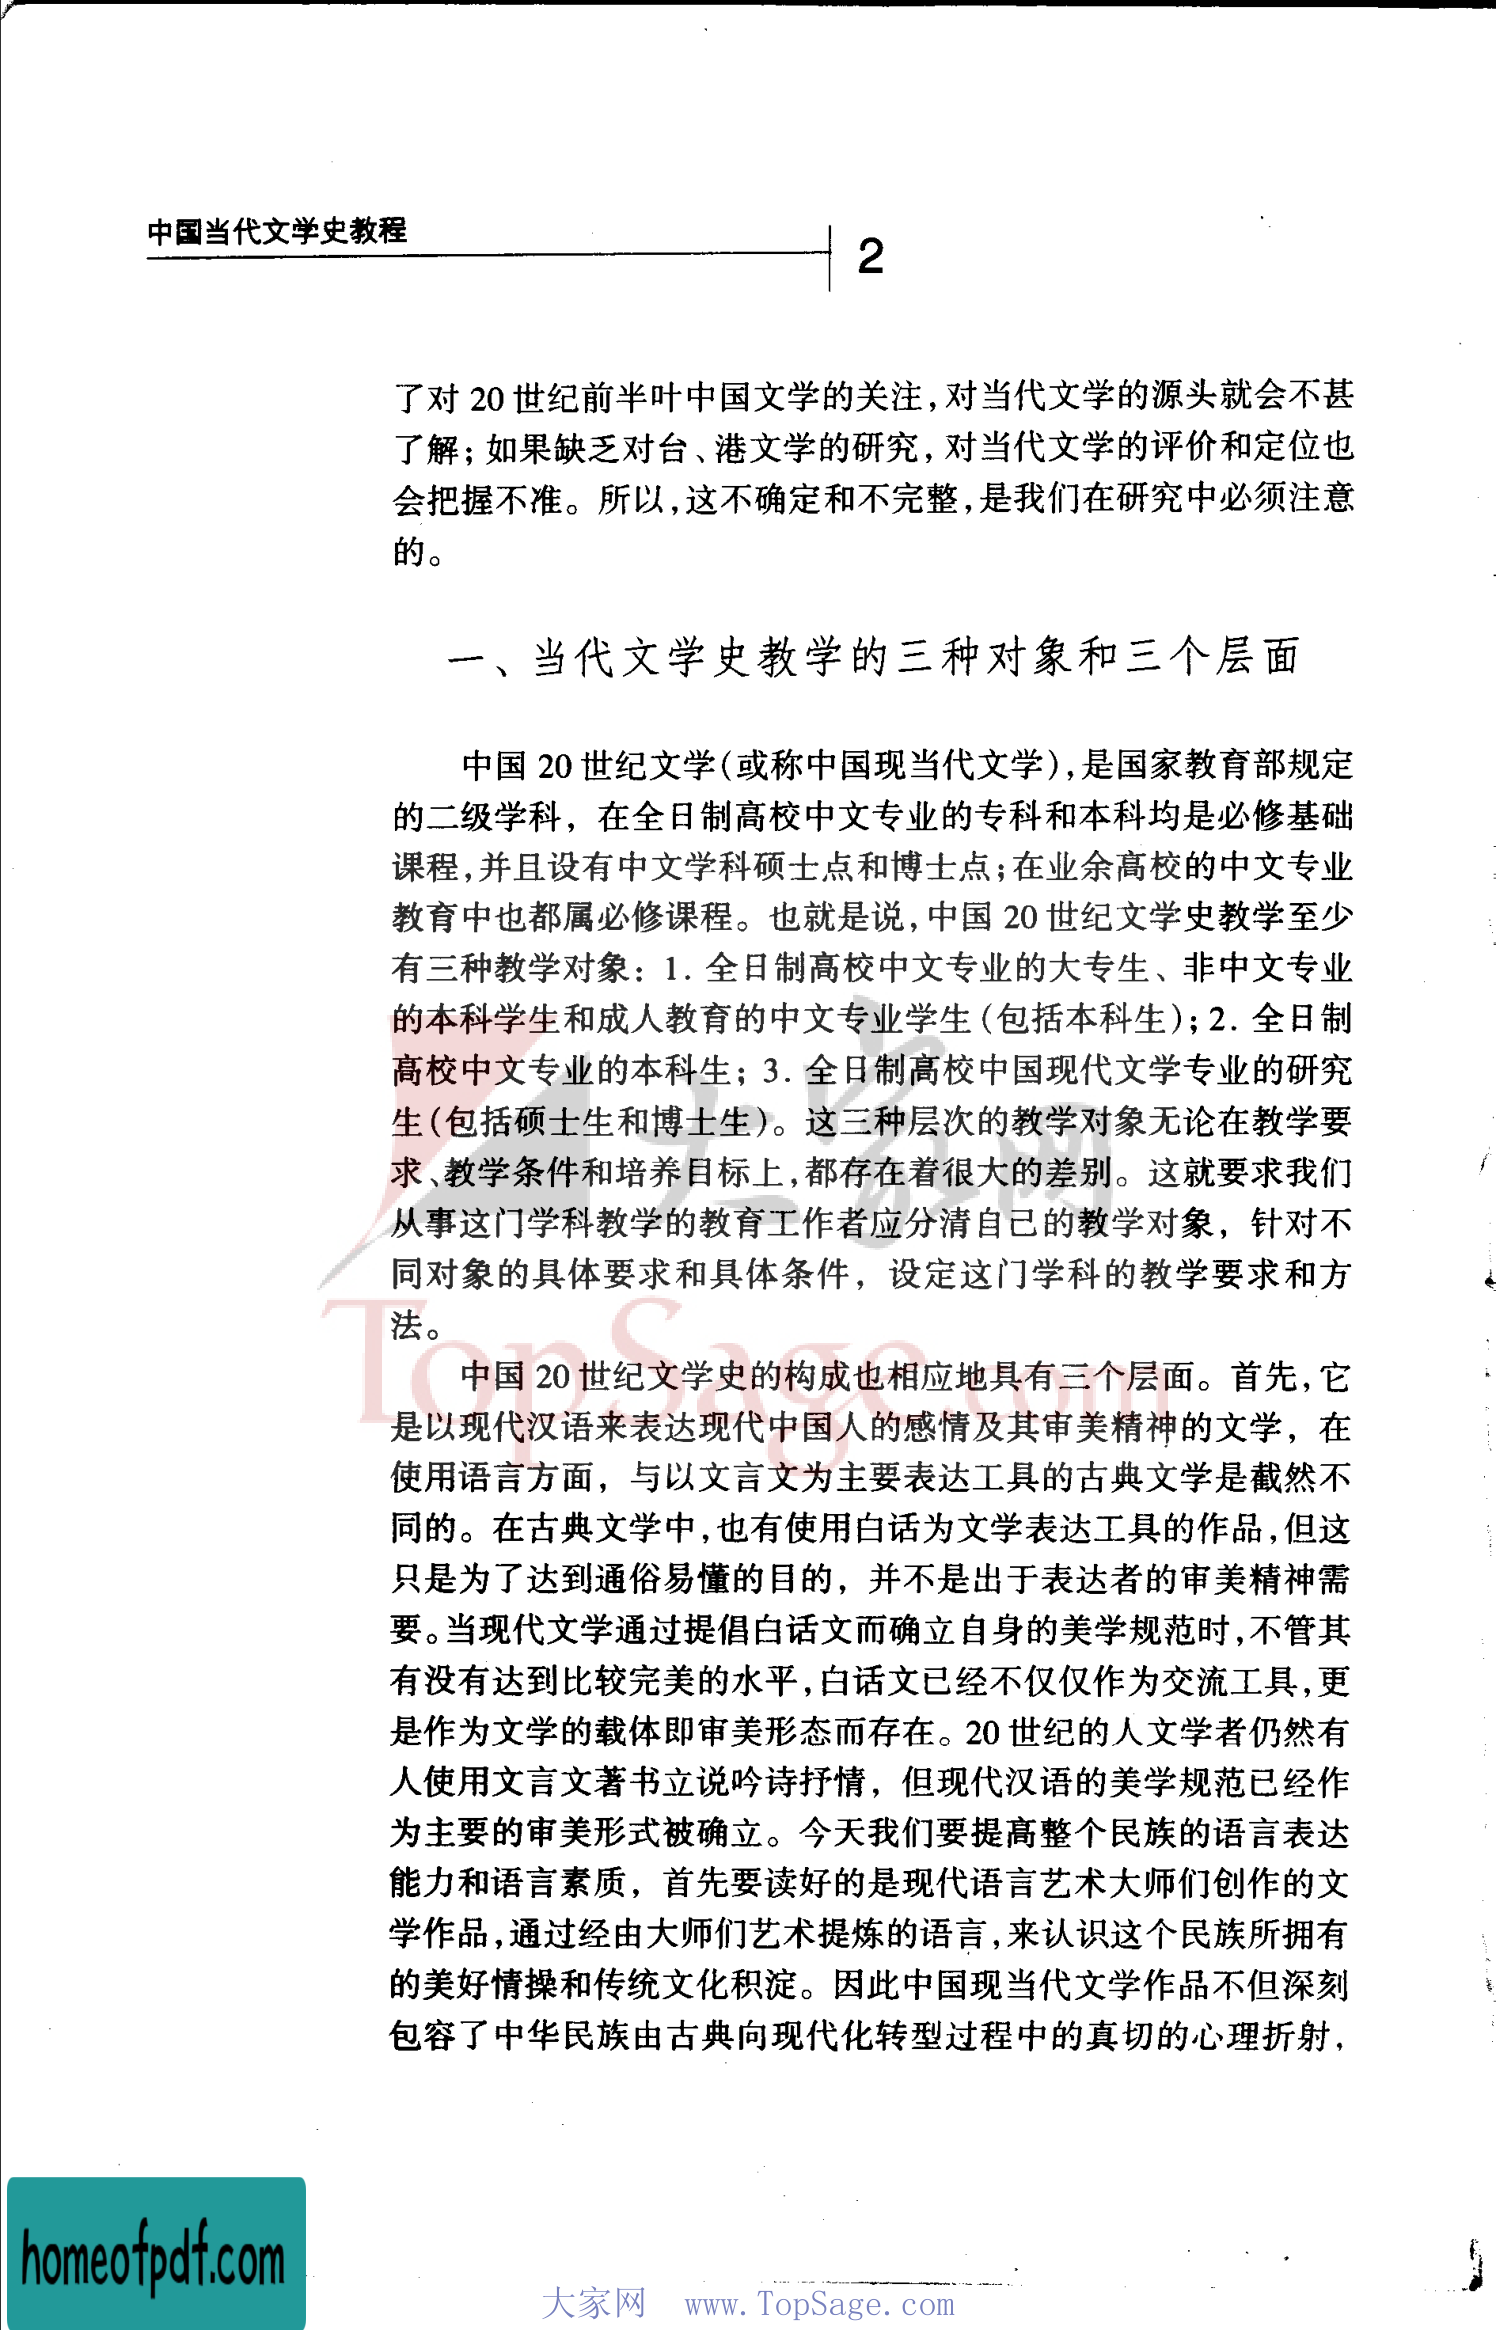 中国当代文学史教程
2
了对 20 世纪前半叶中国文学的关注,对当代文学的源头就会不甚
了解;如果缺乏对台、港文学的研究,对当代文学的评价和定位也
会把握不准。所以,这不确定和不完整,是我们在研究中必须注意
的。
一、当代文学史教学的三种对象和三个层面
中国 20 世纪文学(或称中国现当代文学),是国家教育部规定
的二级学科，在全日制高校中文专业的专科和本科均是必修基础
课程,并且设有中文学科硕士点和博士点;在业余高校的中文专业
教育中也都属必修课程。也就是说,中国 20 世纪文学史教学至少
有三种教学对象: 1. 全日制高校中文专业的大专生、非中文专业
的本科学生和成人教育的中文专业学生(包括本科生);2. 全日制
高校中文专业的本科生; 3. 全日制高校中国现代文学专业的研究
生(包括硕士生和博士生)。这三种层次的教学对象无论在教学要
求、教学条件和培养目标上,都存在着很大的差别。这就要求我们
从事这门学科教学的教育工作者应分清自己的教学对象，针对不
同对象的具体要求和具体条件，设定这门学科的教学要求和方
法。
中国 20 世纪文学史的构成也相应地具有三个层面。首先,它
是以现代汉语来表达现代中国人的感情及其审美精神的文学，在
使用语言方面，与以文言文为主要表达工具的古典文学是截然不
同的。在古典文学中,也有使用白话为文学表达工具的作品,但这
只是为了达到通俗易懂的目的，并不是出于表达者的审美精神需
要。当现代文学通过提倡白话文而确立自身的美学规范时,不管其
有没有达到比较完美的水平,白话文已经不仅仅作为交流工具,更
是作为文学的载体即审美形态而存在。20 世纪的人文学者仍然有
人使用文言文著书立说吟诗抒情，但现代汉语的美学规范已经作
为主要的审美形式被确立。今天我们要提高整个民族的语言表达
能力和语言素质，首先要读好的是现代语言艺术大师们创作的文
学作品,通过经由大师们艺术提炼的语言,来认识这个民族所拥有
的美好情操和传统文化积淀。因此中国现当代文学作品不但深刻
包容了中华民族由古典向现代化转型过程中的真切的心理折射,
大家网
TopSage.com
homeofpdf.com
大家网 www.TopSage.com